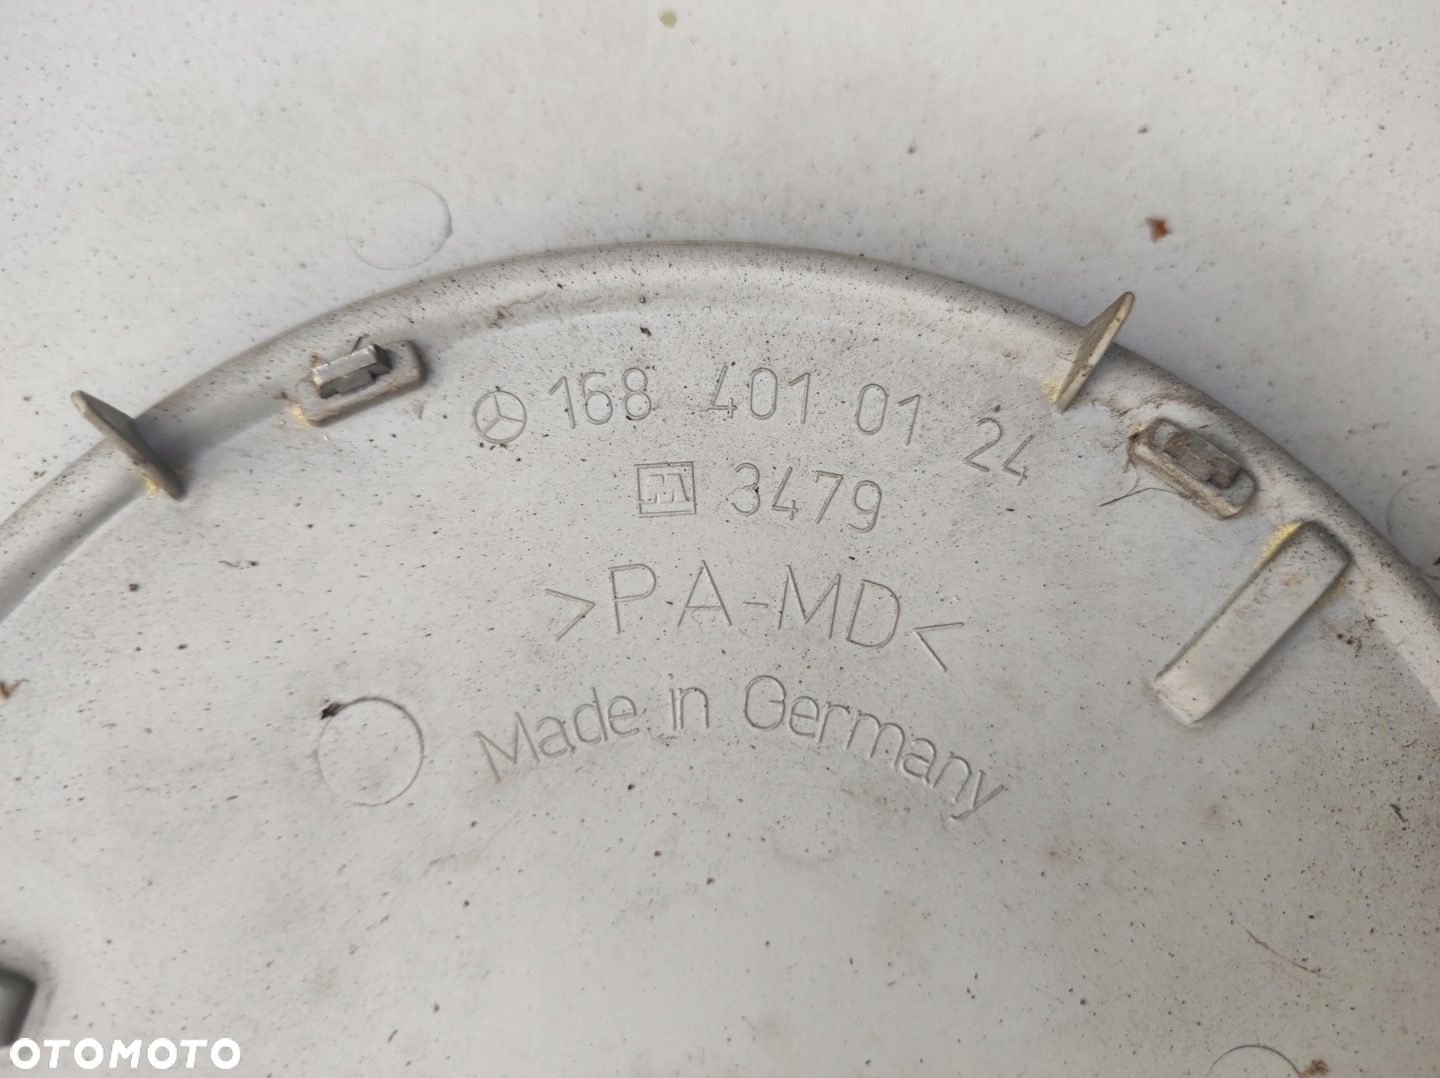 168 401 01 24
3479
>PA-MD<
Made in Germany
OTOMOTO